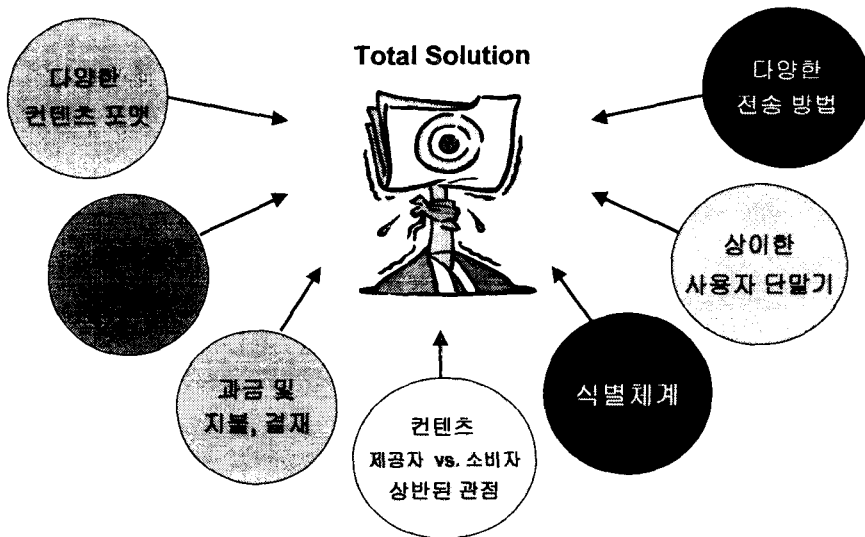 Total Solution
다양한
컨텐츠 포맷
다양한
전송 방법
상이한
사용자 단말기
과금 및
지불, 결재
식별체계
컨텐츠
제공자 vs. 소비자
상반된 관점